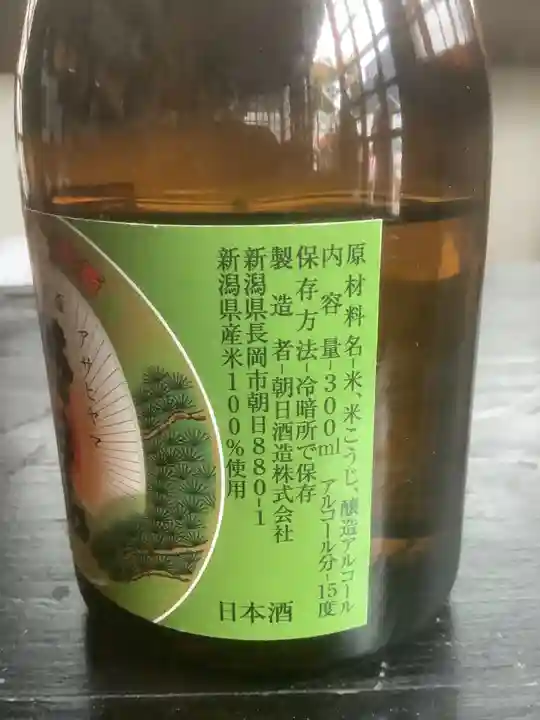 原材料名-米、米こうじ、醸造アルコール
内容量-300ml アルコール分-15度
保存方法-冷暗所で保存
製造者-朝日酒造株式会社
新潟県長岡市朝日880-1
新潟県産米100%使用
日本酒
アサヒヤマ